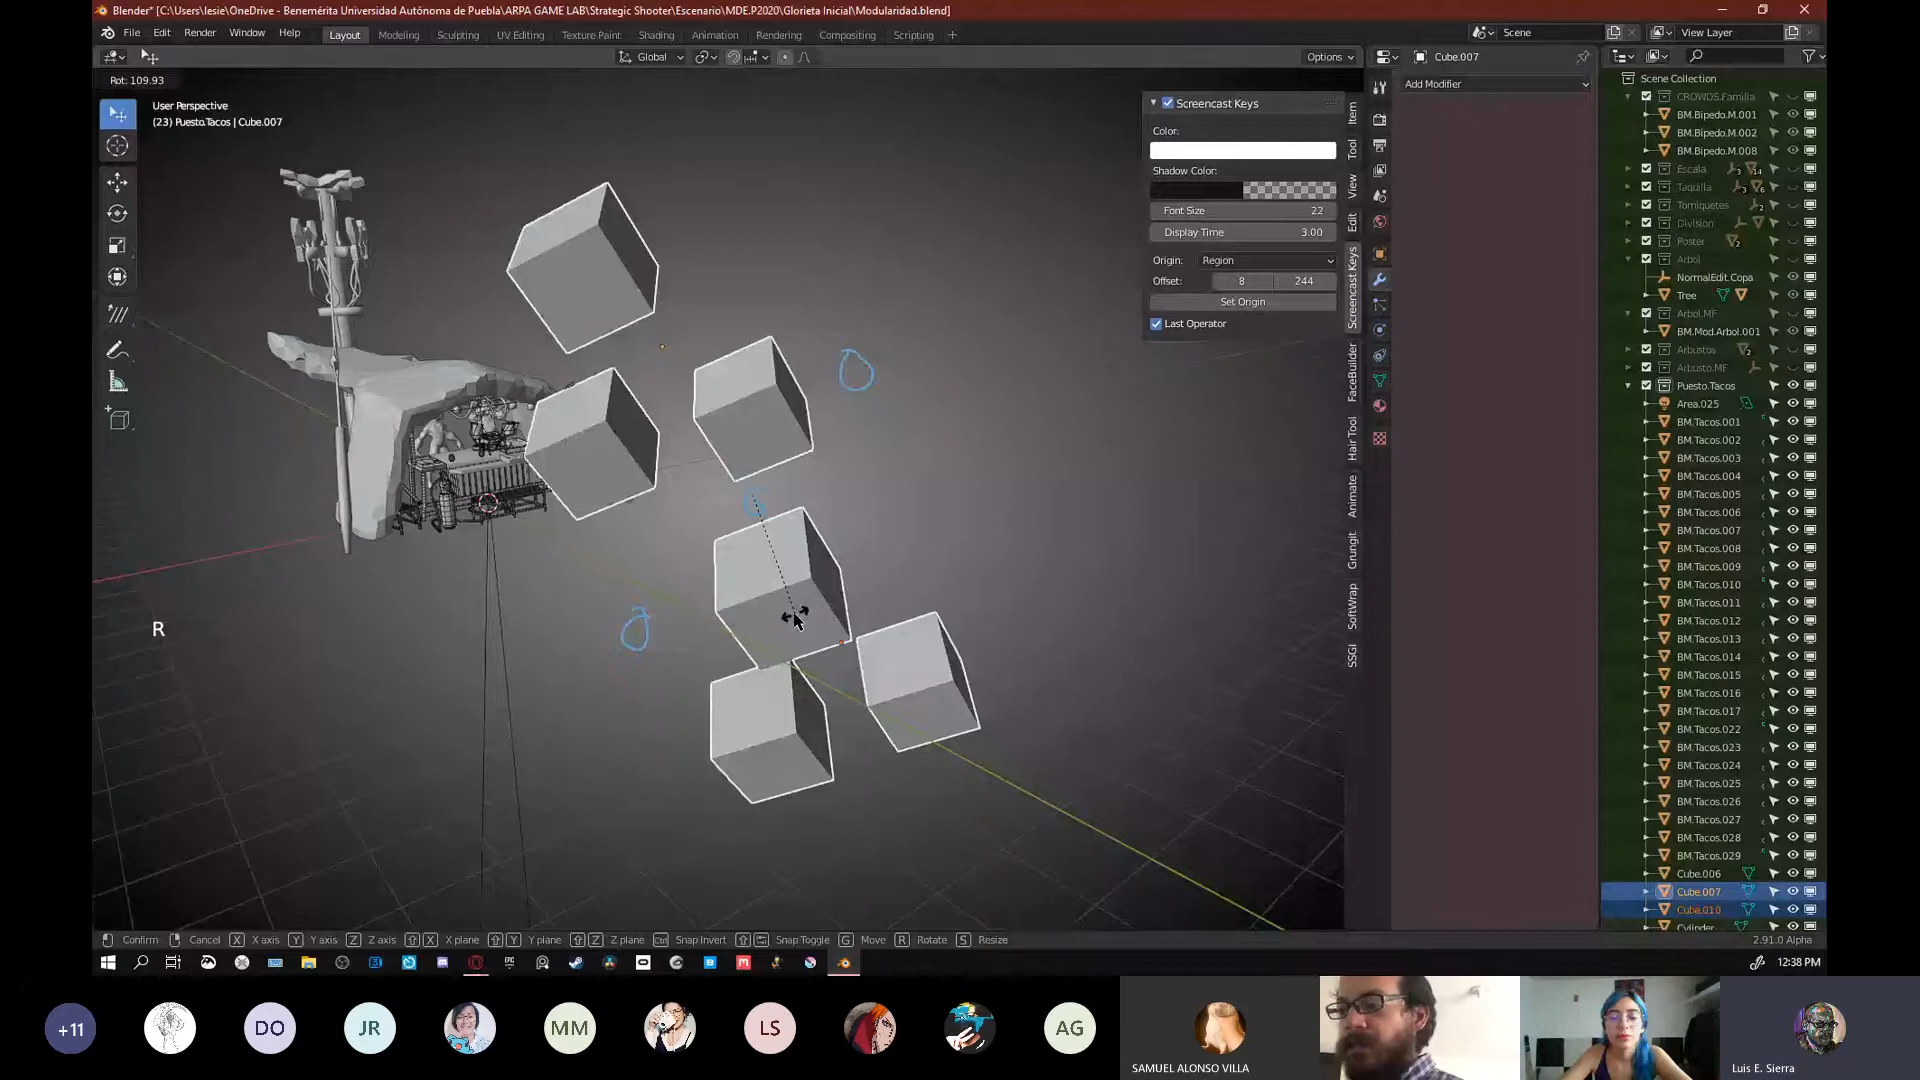 Blender* [C:\Users\lesie\OneDrive - Benemérita Universidad Autónoma de Puebla\ARPA GAME LAB\Strategic Shooter\Escenario\MDE.P2020\Glorieta Inicial\Modularidad.blend]
File Edit Render Window Help Layout Modeling Sculpting UV Editing Texture Paint Shading Animation Rendering Compositing Scripting + Scene View Layer
Global Options Cube.007
Rot: 109.93
User Perspective
(23) Puesto.Tacos | Cube.007
Screencast Keys
Color:
Shadow Color:
Font Size 22
Display Time 3.00
Origin: Region
Offset: 8 244
Set Origin
Last Operator
Item
Tool
View
Edit
Screencast Keys
FaceBuilder
Hair Tool
Animate
Grungit
SoftWrap
SSGI
Add Modifier
Scene Collection
CROWDS.Familia
BM.Bipedo.M.001
BM.Bipedo.M.002
BM.Bipedo.M.008
Escala 3 14
Taquilla 3 6
Torniquetes 2
Division
Poster 2
Arbol
NormalEdit.Copa
Tree
Arbol.MF
BM.Mod.Arbol.001
Arbustos 2
Arbusto.MF
Puesto.Tacos
Area.025
BM.Tacos.001
BM.Tacos.002
BM.Tacos.003
BM.Tacos.004
BM.Tacos.005
BM.Tacos.006
BM.Tacos.007
BM.Tacos.008
BM.Tacos.009
BM.Tacos.010
BM.Tacos.011
BM.Tacos.012
BM.Tacos.013
BM.Tacos.014
BM.Tacos.015
BM.Tacos.016
BM.Tacos.017
BM.Tacos.022
BM.Tacos.023
BM.Tacos.024
BM.Tacos.025
BM.Tacos.026
BM.Tacos.027
BM.Tacos.028
BM.Tacos.029
Cube.006
Cube.007
Cube.010
Cylinder
R
Confirm Cancel X X axis Y Y axis Z Z axis X X plane Y Y plane Z Z plane Ctrl Snap Invert Snap Toggle G Move R Rotate S Resize 2.91.0 Alpha
12:38 PM
+11 DO JR MM LS AG
SAMUEL ALONSO VILLA Luis E. Sierra